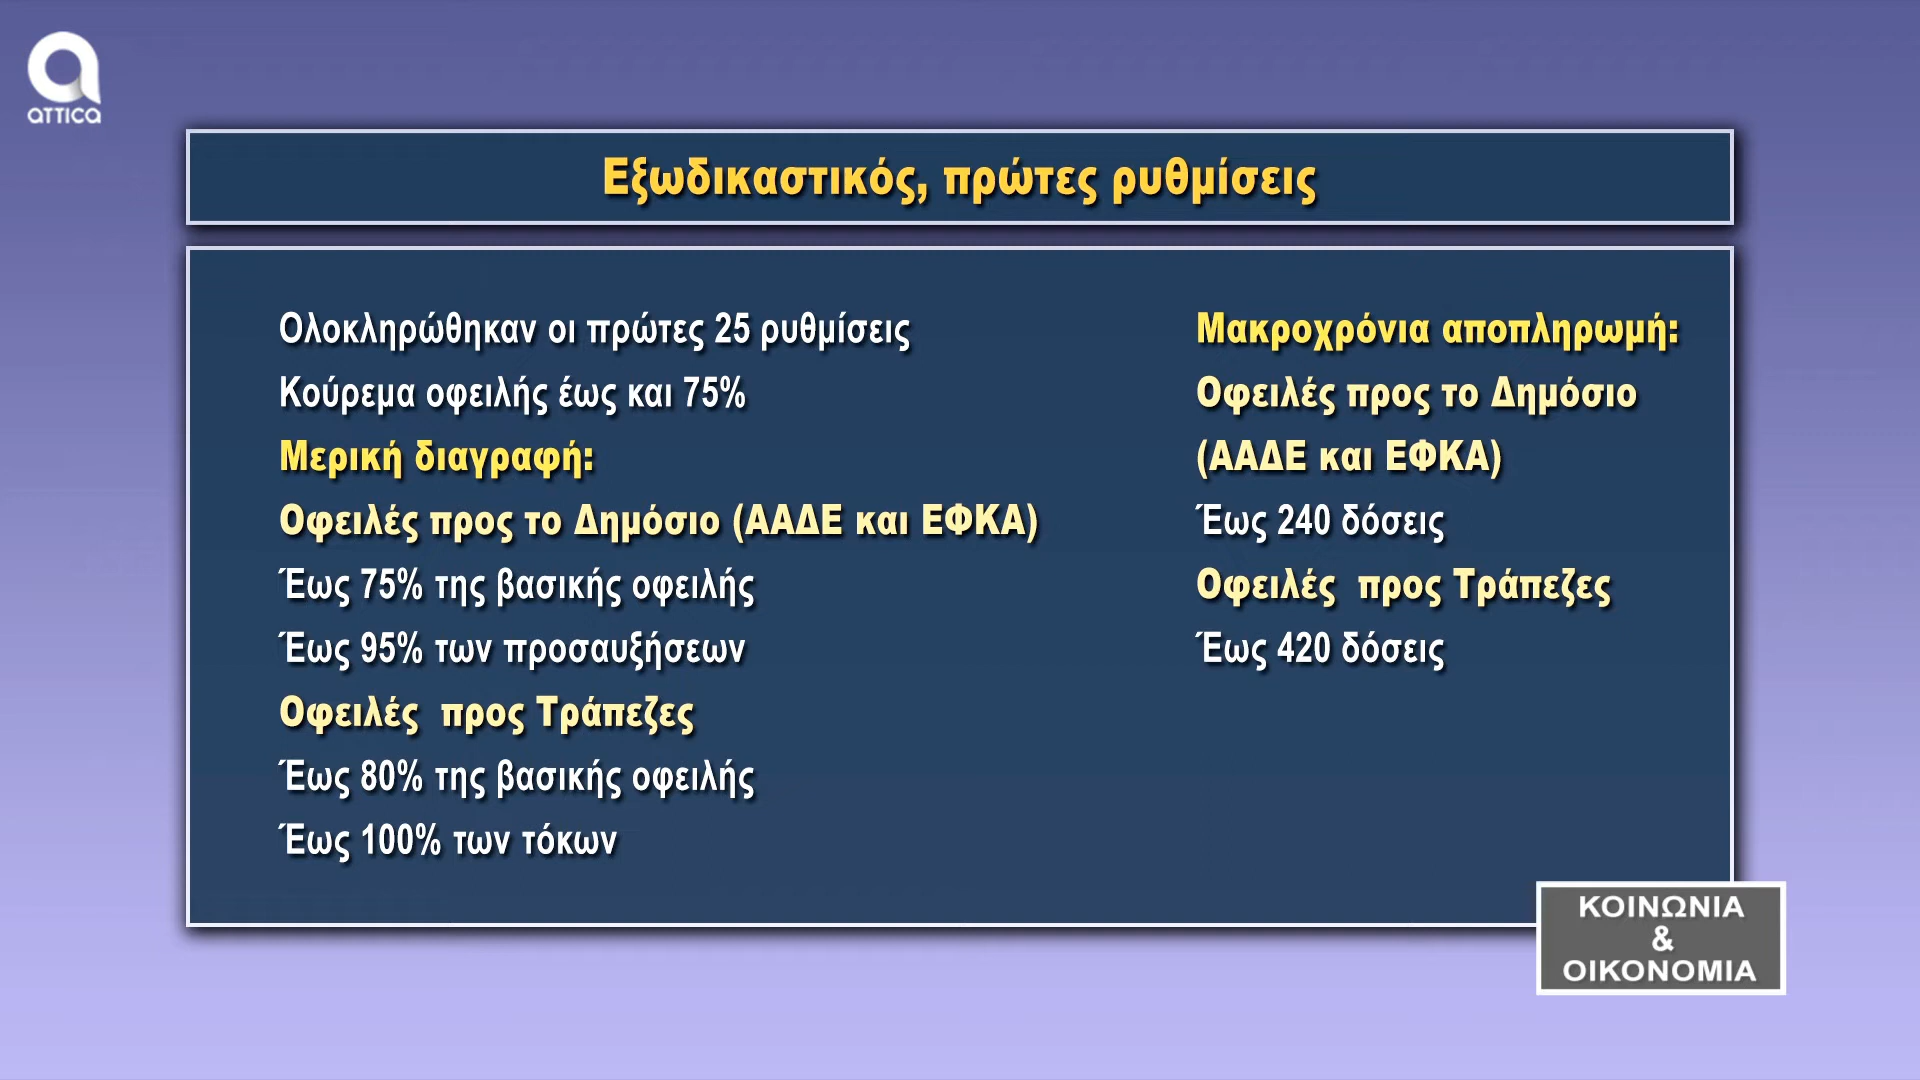 αττica
Εξωδικαστικός, πρώτες ρυθμίσεις
Ολοκληρώθηκαν οι πρώτες 25 ρυθμίσεις
Κούρεμα οφειλής έως και 75%
Μερική διαγραφή:
Οφειλές προς το Δημόσιο (ΑΑΔΕ και ΕΦΚΑ)
Έως 75% της βασικής οφειλής
Έως 95% των προσαυξήσεων
Οφειλές  προς Τράπεζες
Έως 80% της βασικής οφειλής
Έως 100% των τόκων
Μακροχρόνια αποπληρωμή:
Οφειλές προς το Δημόσιο
(ΑΑΔΕ και ΕΦΚΑ)
Έως 240 δόσεις
Οφειλές  προς Τράπεζες
Έως 420 δόσεις
ΚΟΙΝΩΝΙΑ
&
ΟΙΚΟΝΟΜΙΑ